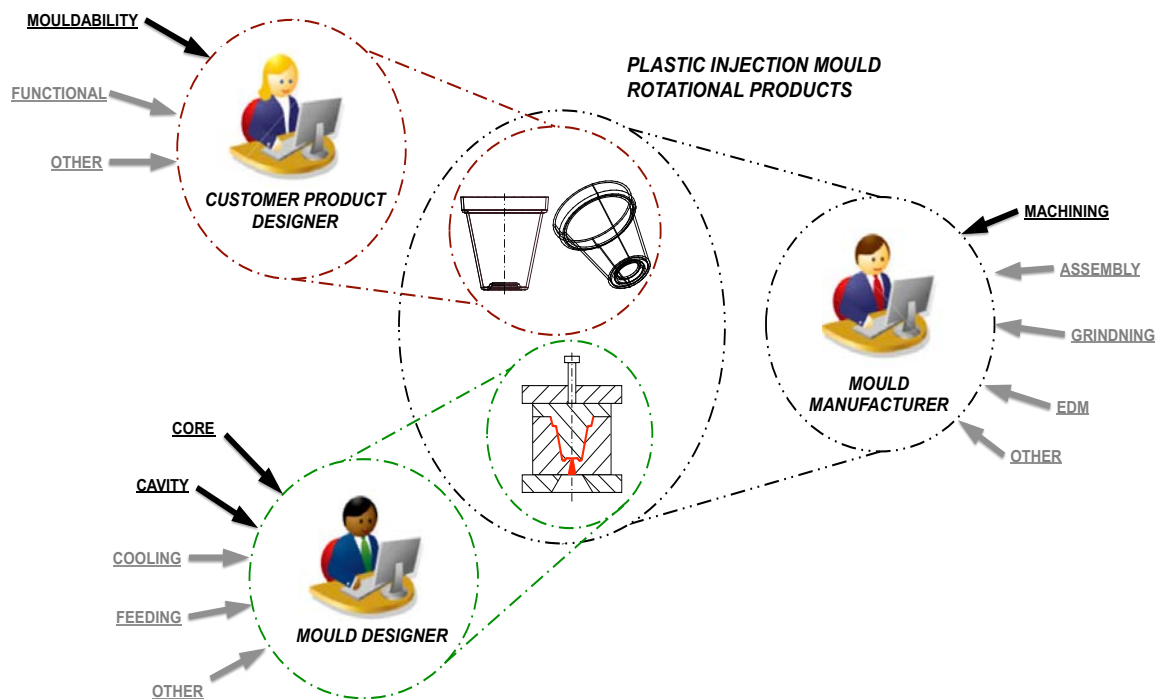 MOULDABILITY
FUNCTIONAL
OTHER
CUSTOMER PRODUCT
DESIGNER
PLASTIC INJECTION MOULD
ROTATIONAL PRODUCTS
MACHINING
ASSEMBLY
GRINDNING
EDM
OTHER
MOULD
MANUFACTURER
CORE
CAVITY
COOLING
FEEDING
OTHER
MOULD DESIGNER